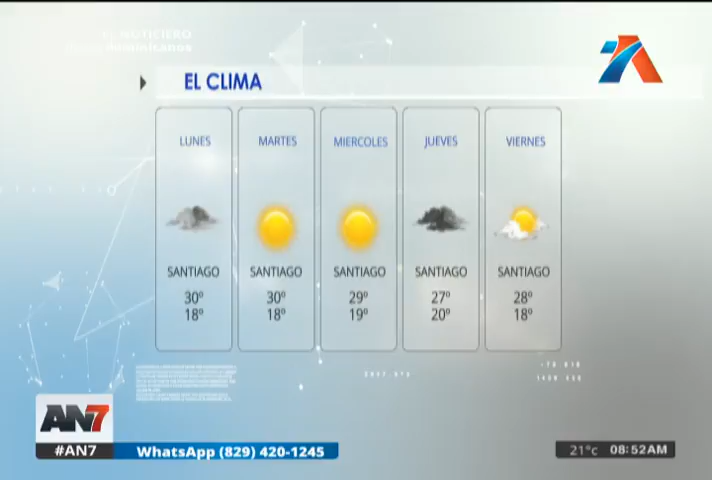 EL NOTICIERO
EL CLIMA
LUNES
SANTIAGO
30º
18º
MARTES
SANTIAGO
30º
18º
MIERCOLES
SANTIAGO
29º
19º
JUEVES
SANTIAGO
27º
20º
VIERNES
SANTIAGO
28º
18º
AN7
#AN7
WhatsApp (829) 420-1245
21°c 08:52AM